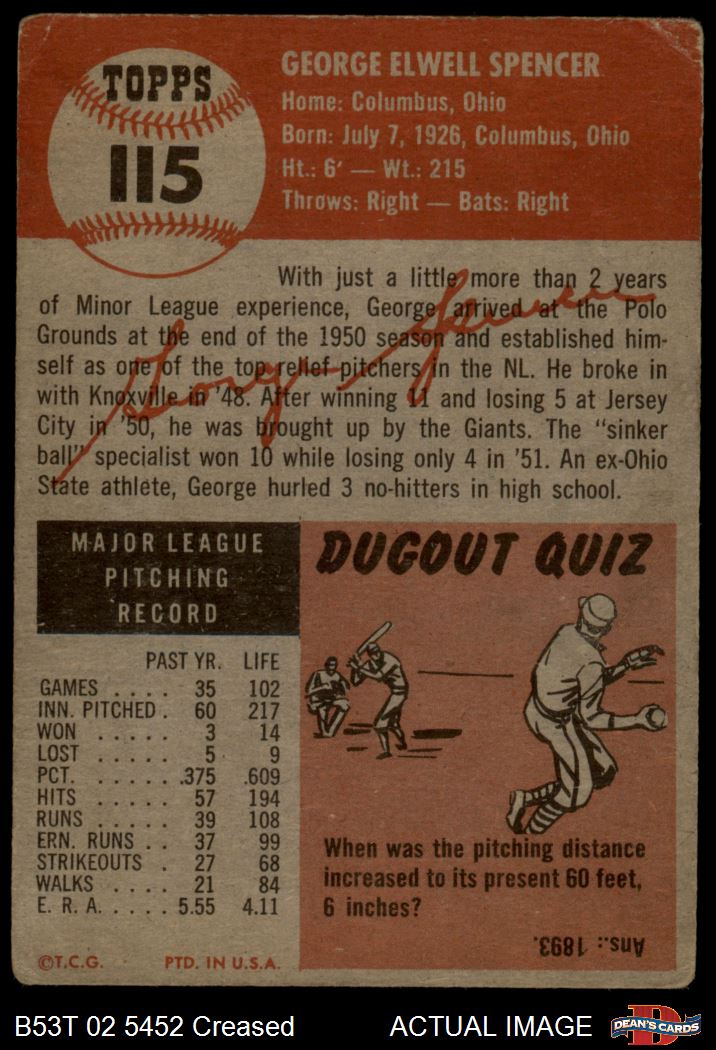 TOPPS
115
GEORGE ELWELL SPENCER
Home: Columbus, Ohio
Born: July 7, 1926, Columbus, Ohio
Ht.: 6' — Wt.: 215
Throws: Right — Bats: Right
With just a little more than 2 years
of Minor League experience, George arrived at the Polo
Grounds at the end of the 1950 season and established him-
self as one of the top relief pitchers in the NL. He broke in
with Knoxville in '48. After winning 11 and losing 5 at Jersey
City in '50, he was brought up by the Giants. The "sinker
ball" specialist won 10 while losing only 4 in '51. An ex-Ohio
State athlete, George hurled 3 no-hitters in high school.
George Spencer
MAJOR LEAGUE
PITCHING
RECORD
PAST YR. LIFE
GAMES . . . . 35 102
INN. PITCHED . 60 217
WON . . . . . 3 14
LOST . . . . . 5 9
PCT. . . . . . .375 .609
HITS . . . . . 57 194
RUNS . . . . . 39 108
ERN. RUNS . . 37 99
STRIKEOUTS . 27 68
WALKS . . . . 21 84
E. R. A. . . . . . 5.55 4.11
©T.C.G. PTD. IN U.S.A.
DUGOUT QUIZ
When was the pitching distance
increased to its present 60 feet,
6 inches?
Ans.: 1893.
B53T 02 5452 Creased
ACTUAL IMAGE
D
DEAN'S CARDS